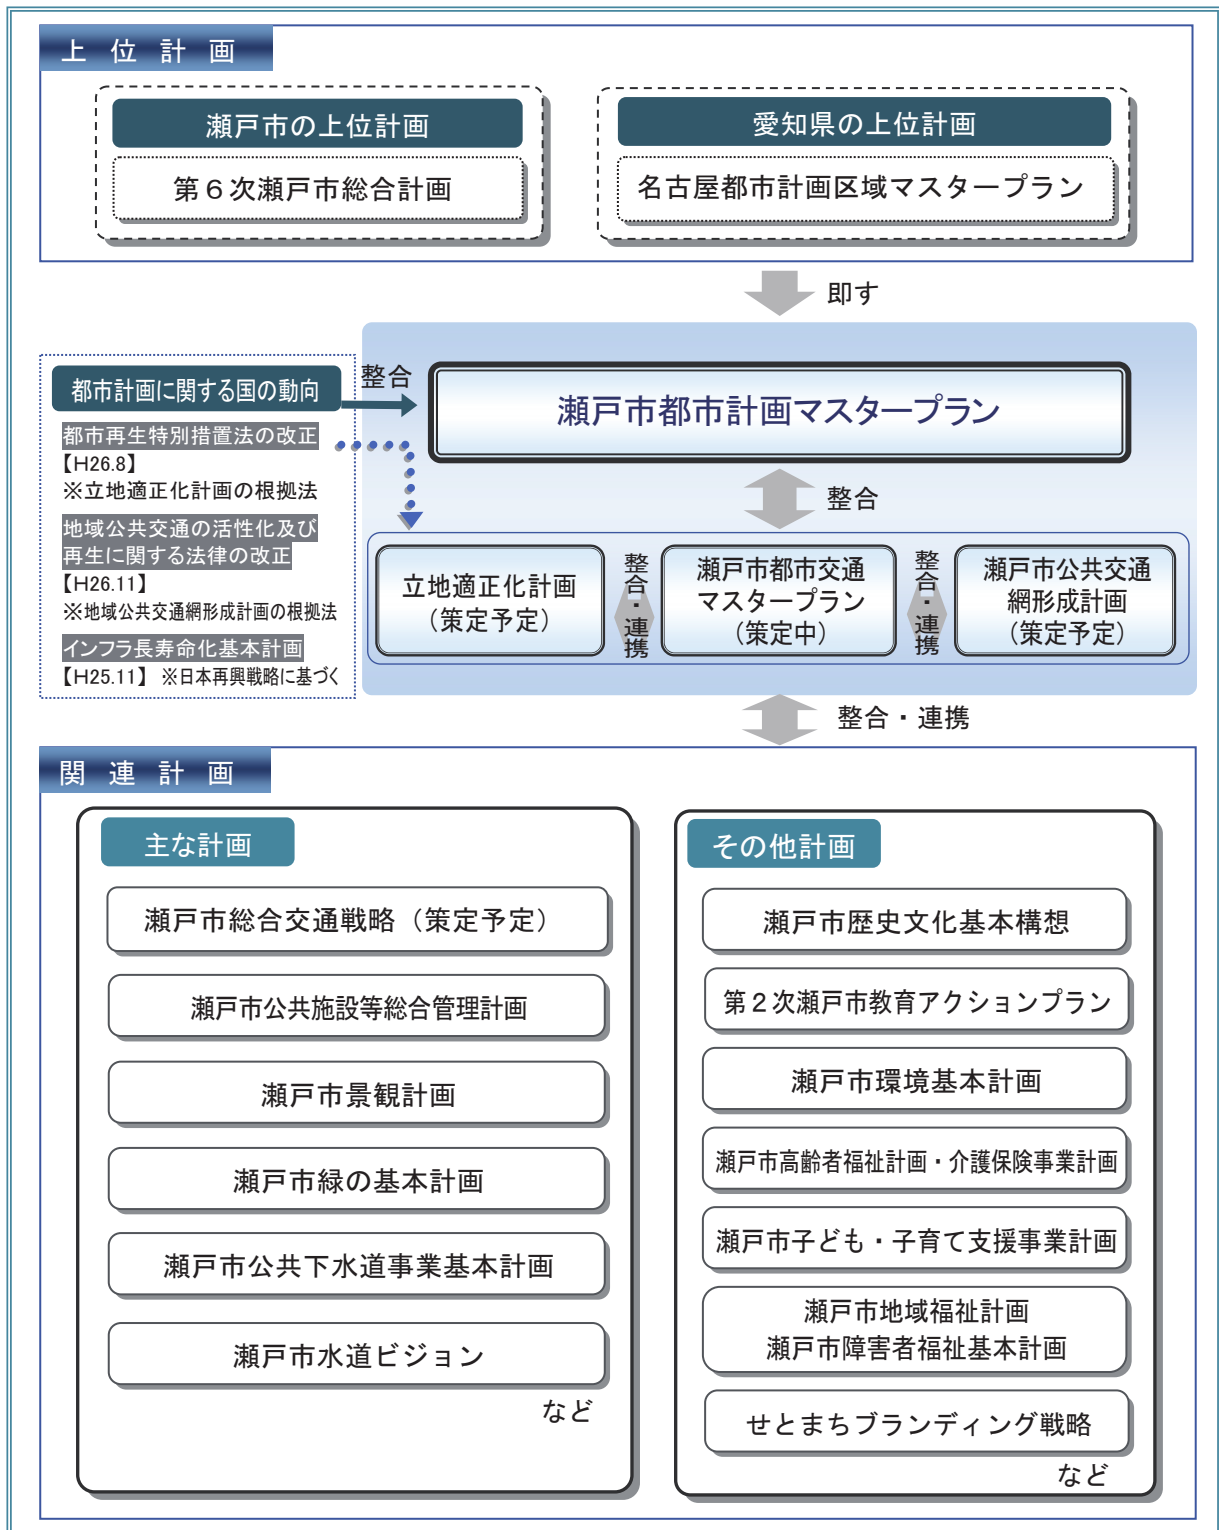 上位計画
瀬戸市の上位計画
第６次瀬戸市総合計画
愛知県の上位計画
名古屋都市計画区域マスタープラン
即す
都市計画に関する国の動向
都市再生特別措置法の改正
【H26.8】
※立地適正化計画の根拠法
地域公共交通の活性化及び
再生に関する法律の改正
【H26.11】
※地域公共交通網形成計画の根拠法
インフラ長寿命化基本計画
【H25.11】 ※日本再興戦略に基づく
整合
瀬戸市都市計画マスタープラン
整合
立地適正化計画
（策定予定）
整合・連携
瀬戸市都市交通
マスタープラン
（策定中）
整合・連携
瀬戸市公共交通
網形成計画
（策定予定）
整合・連携
関連計画
主な計画
瀬戸市総合交通戦略（策定予定）
瀬戸市公共施設等総合管理計画
瀬戸市景観計画
瀬戸市緑の基本計画
瀬戸市公共下水道事業基本計画
瀬戸市水道ビジョン
など
その他計画
瀬戸市歴史文化基本構想
第２次瀬戸市教育アクションプラン
瀬戸市環境基本計画
瀬戸市高齢者福祉計画・介護保険事業計画
瀬戸市子ども・子育て支援事業計画
瀬戸市地域福祉計画
瀬戸市障害者福祉基本計画
せとまちブランディング戦略
など